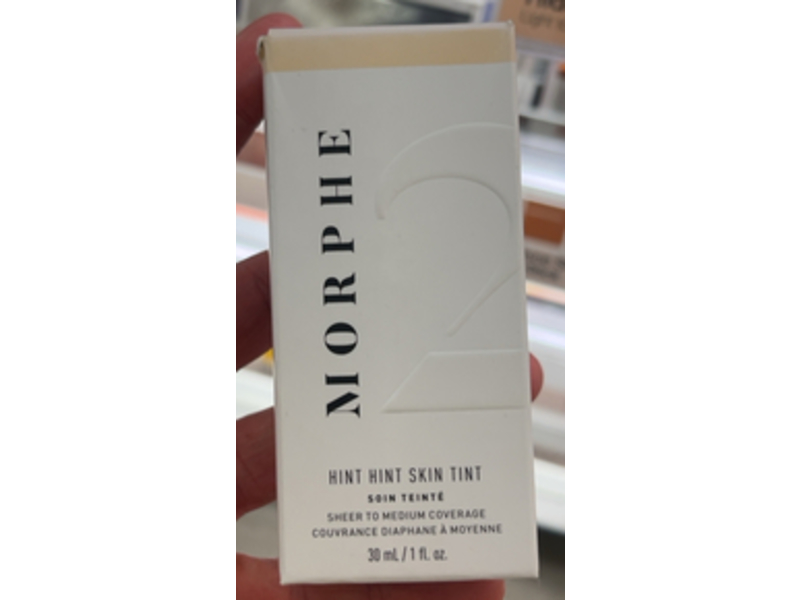 MORPHE
2
HINT HINT SKIN TINT
SOIN TEINTÉ
SHEER TO MEDIUM COVERAGE
COUVRANCE DIAPHANE À MOYENNE
30 mL / 1 fl. oz.